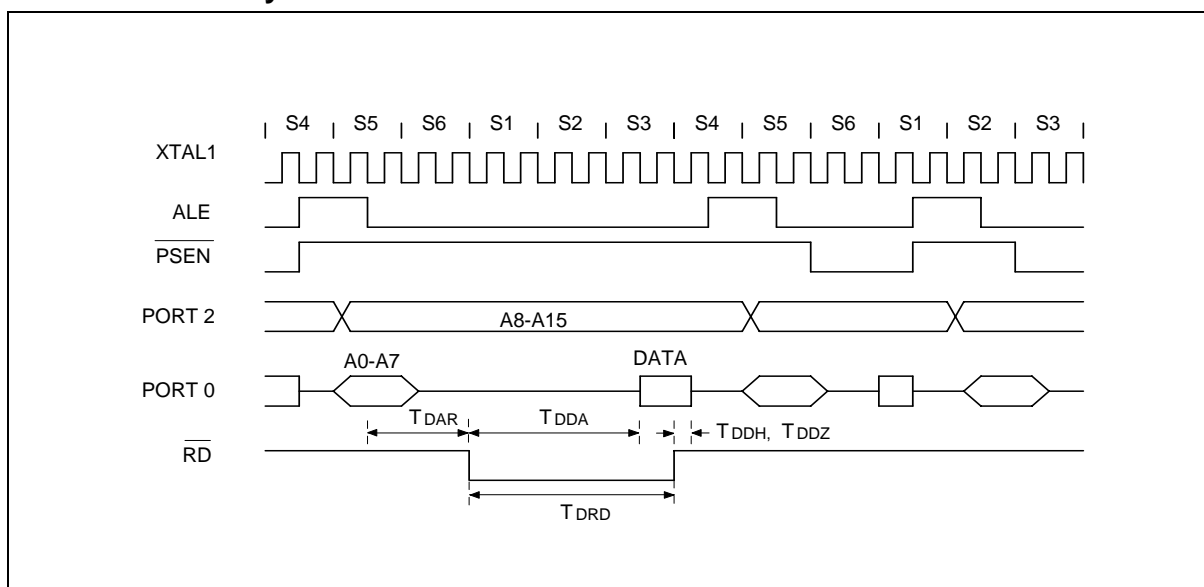 | S4 | S5 | S6 | S1 | S2 | S3 | S4 | S5 | S6 | S1 | S2 | S3 |
XTAL1
ALE
PSEN
PORT 2
A8-A15
A0-A7
DATA
PORT 0
T DAR
T DDA
T DDH, T DDZ
RD
T DRD